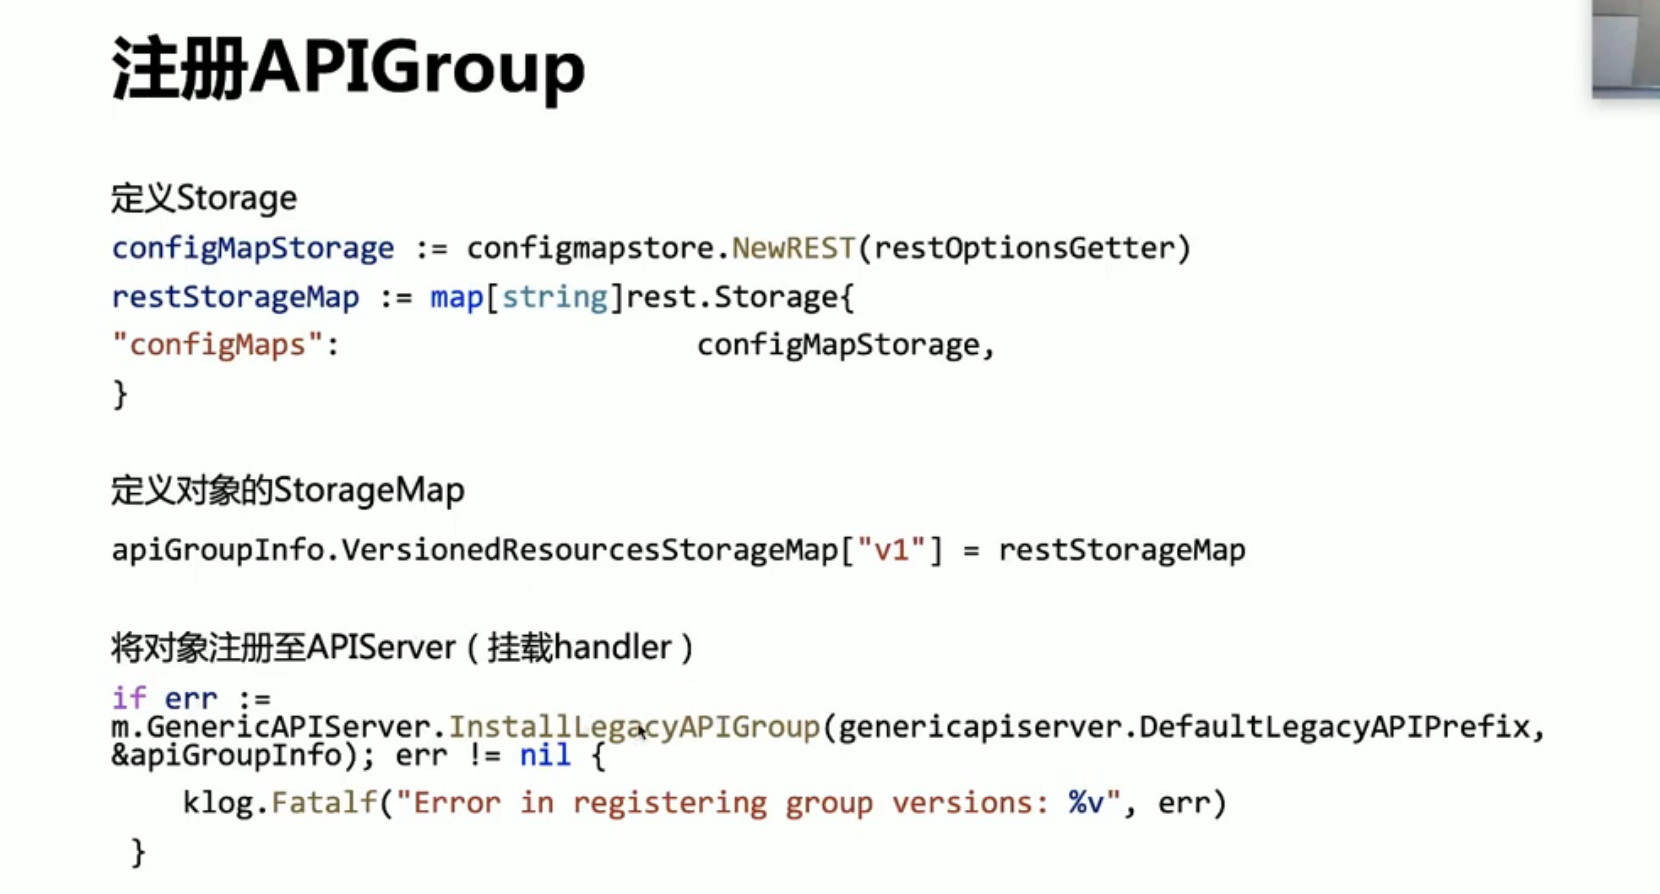 注册APIGroup
定义Storage
configMapStorage := configmapstore.NewREST(restOptionsGetter)
restStorageMap := map[string]rest.Storage{
"configMaps": configMapStorage,
}
定义对象的StorageMap
apiGroupInfo.VersionedResourcesStorageMap["v1"] = restStorageMap
将对象注册至APIServer（挂载handler）
if err :=
m.GenericAPIServer.InstallLegacyAPIGroup(genericapiserver.DefaultLegacyAPIPrefix,
&apiGroupInfo); err != nil {
klog.Fatalf("Error in registering group versions: %v", err)
}